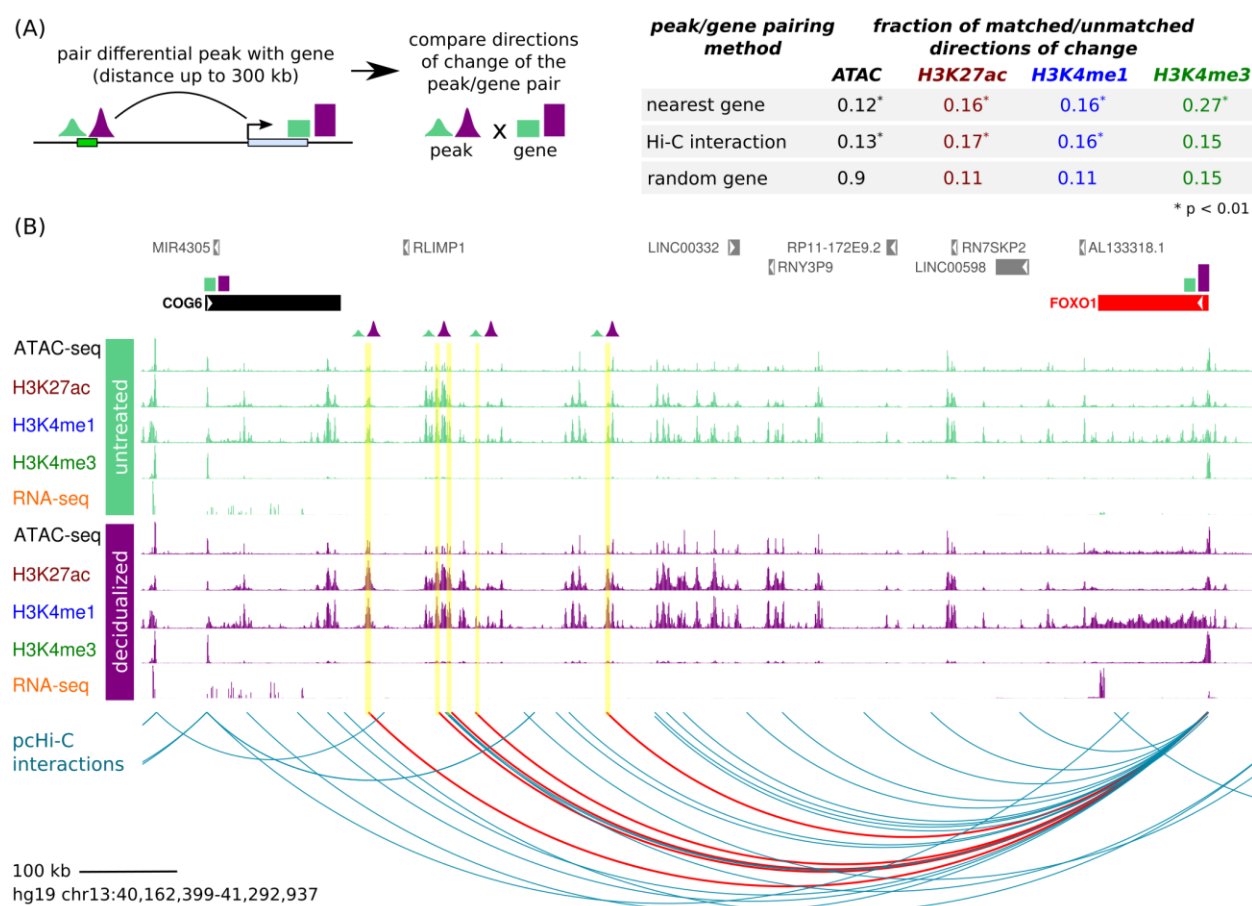 (A)
pair differential peak with gene
(distance up to 300 kb)
compare directions
of change of the
peak/gene pair
x
peak gene
peak/gene pairing
method
fraction of matched/unmatched
directions of change
ATAC H3K27ac H3K4me1 H3K4me3
nearest gene 0.12* 0.16* 0.16* 0.27*
Hi-C interaction 0.13* 0.17* 0.16* 0.15
random gene 0.9 0.11 0.11 0.15
* p < 0.01
(B)
MIR4305 RLIMP1 LINC00332 RP11-172E9.2 RN7SKP2 AL133318.1
RNY3P9 LINC00598
COG6 FOXO1
untreated
ATAC-seq
H3K27ac
H3K4me1
H3K4me3
RNA-seq
decidualized
ATAC-seq
H3K27ac
H3K4me1
H3K4me3
RNA-seq
pcHi-C
interactions
100 kb
hg19 chr13:40,162,399-41,292,937